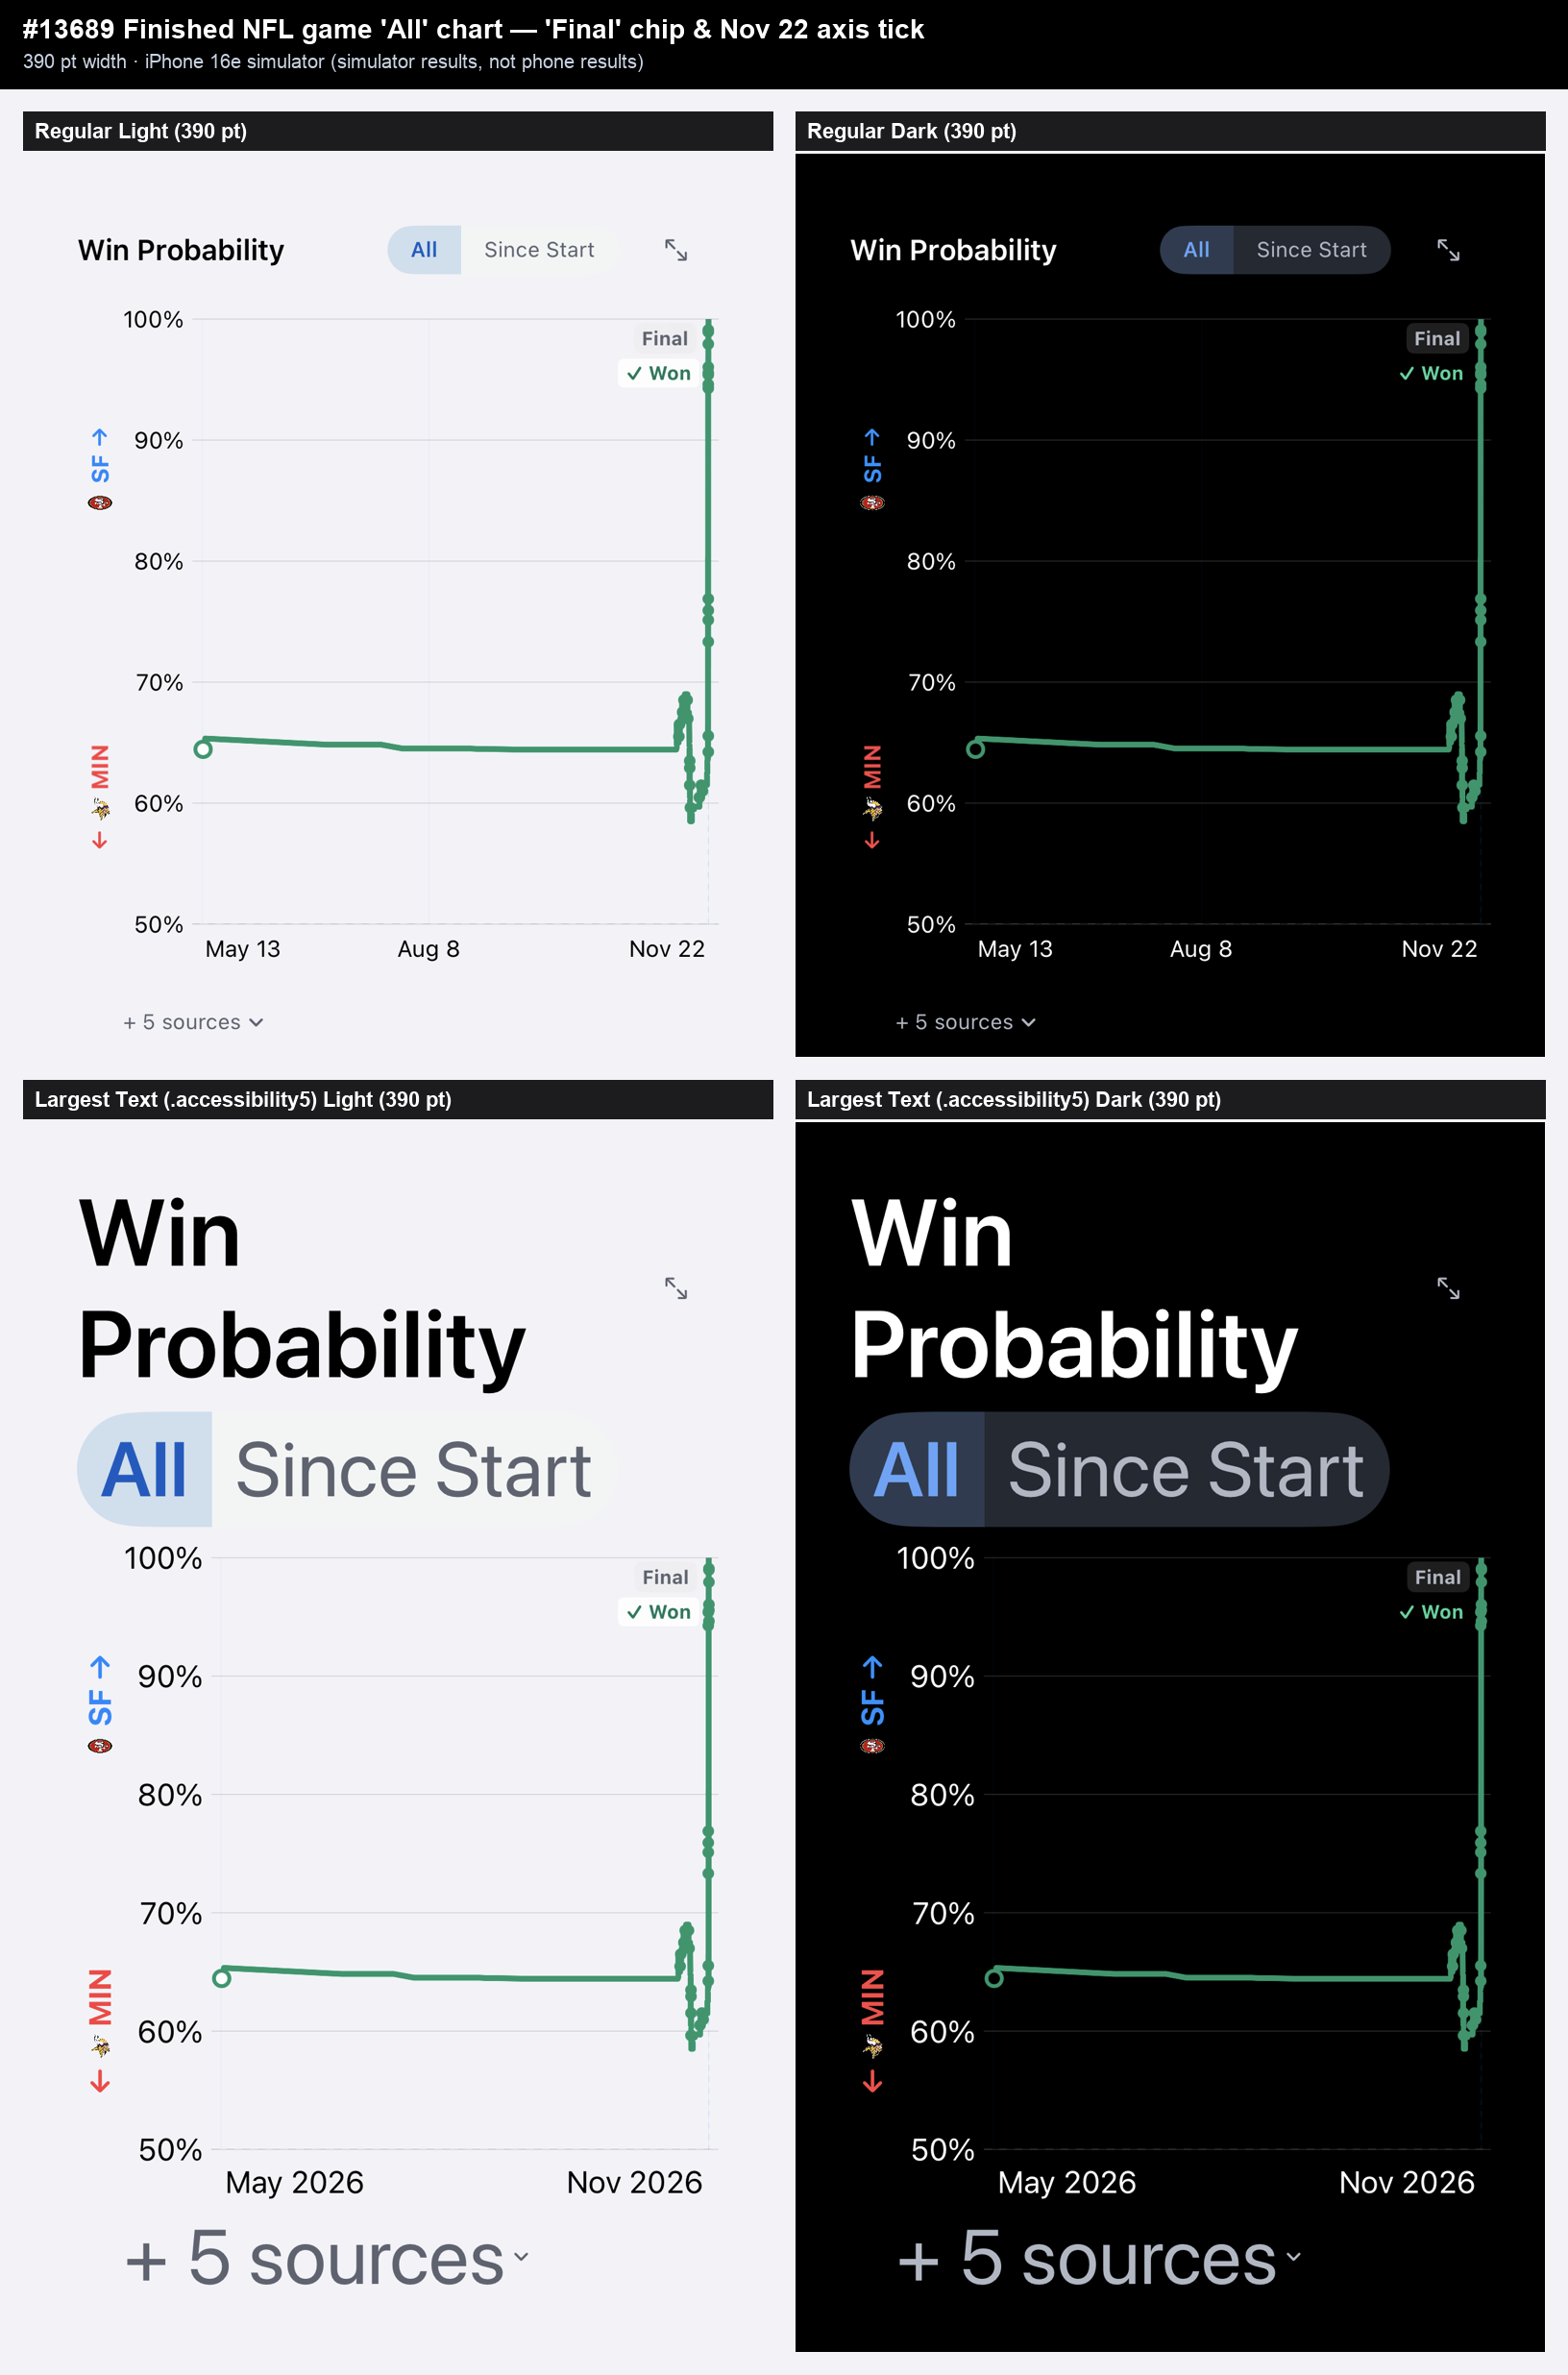 #13689 Finished NFL game 'All' chart — 'Final' chip & Nov 22 axis tick
390 pt width · iPhone 16e simulator (simulator results, not phone results)
Regular Light (390 pt)
Win Probability
All
Since Start
100%
Final
✓ Won
90%
SF →
80%
70%
← MIN
60%
50%
May 13
Aug 8
Nov 22
+ 5 sources
Regular Dark (390 pt)
Win Probability
All
Since Start
100%
Final
✓ Won
90%
SF →
80%
70%
← MIN
60%
50%
May 13
Aug 8
Nov 22
+ 5 sources
Largest Text (.accessibility5) Light (390 pt)
Win
Probability
All
Since Start
100%
Final
✓ Won
90%
SF →
80%
70%
← MIN
60%
50%
May 2026
Nov 2026
+ 5 sources
Largest Text (.accessibility5) Dark (390 pt)
Win
Probability
All
Since Start
100%
Final
✓ Won
90%
SF →
80%
70%
← MIN
60%
50%
May 2026
Nov 2026
+ 5 sources